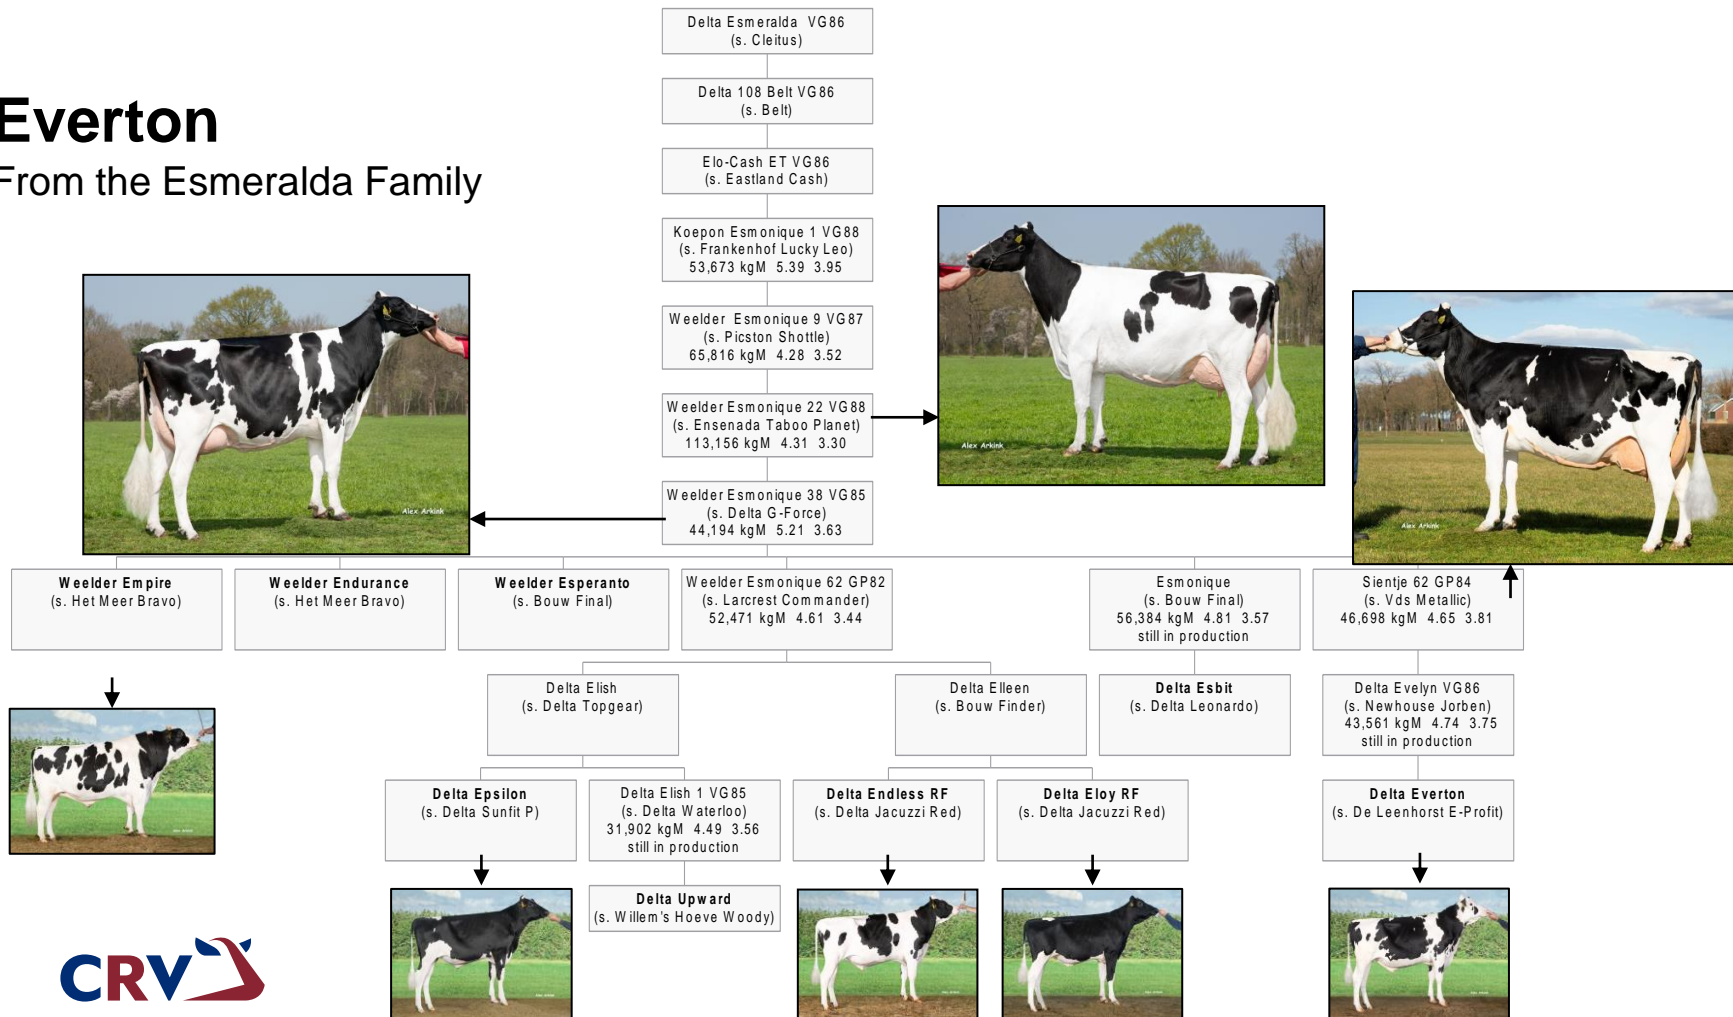 Everton
From the Esmeralda Family
Delta Esmeralda VG86
(s. Cleitus)
Delta 108 Belt VG86
(s. Belt)
Elo-Cash ET VG86
(s. Eastland Cash)
Koepon Esmonique 1 VG88
(s. Frankenhof Lucky Leo)
53,673 kgM 5.39 3.95
Weelder Esmonique 9 VG87
(s. Picston Shottle)
65,816 kgM 4.28 3.52
Weelder Esmonique 22 VG88
(s. Ensenada Taboo Planet)
113,156 kgM 4.31 3.30
Weelder Esmonique 38 VG85
(s. Delta G-Force)
44,194 kgM 5.21 3.63
Alex Arkink
Alex Arkink
Alex Arkink
Weelder Empire
(s. Het Meer Bravo)
Weelder Endurance
(s. Het Meer Bravo)
Weelder Esperanto
(s. Bouw Final)
Weelder Esmonique 62 GP82
(s. Larcrest Commander)
52,471 kgM 4.61 3.44
Esmonique
(s. Bouw Final)
56,384 kgM 4.81 3.57
still in production
Sientje 62 GP84
(s. Vds Metallic)
46,698 kgM 4.65 3.81
Delta Elish
(s. Delta Topgear)
Delta Elleen
(s. Bouw Finder)
Delta Esbit
(s. Delta Leonardo)
Delta Evelyn VG86
(s. Newhouse Jorben)
43,561 kgM 4.74 3.75
still in production
Delta Epsilon
(s. Delta Sunfit P)
Delta Elish 1 VG85
(s. Delta Waterloo)
31,902 kgM 4.49 3.56
still in production
Delta Endless RF
(s. Delta Jacuzzi Red)
Delta Eloy RF
(s. Delta Jacuzzi Red)
Delta Everton
(s. De Leenhorst E-Profit)
Delta Upward
(s. Willem's Hoeve Woody)
CRV